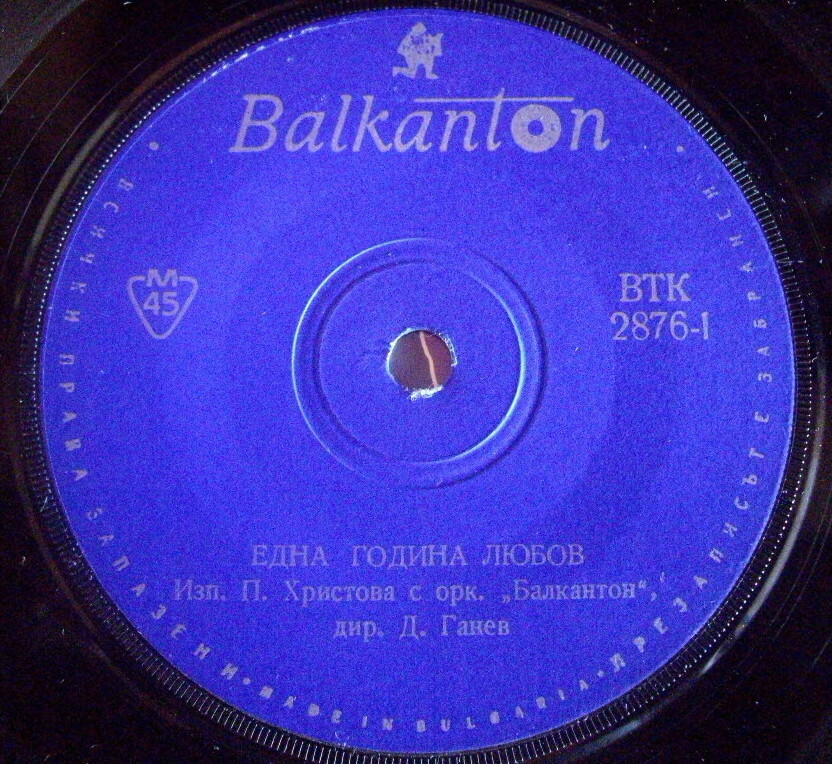 Balkanton
M
45
ВТК
2876-I
ЕДНА ГОДИНА ЛЮБОВ
Изп. П. Христова с орк. „Балкантон“,
дир. Д. Ганев
ВСИЧКИ ПРАВА ЗАПАЗЕНИ • MADE IN BULGARIA • ПРЕЗАПИСЪТ Е ЗАБРАНЕН